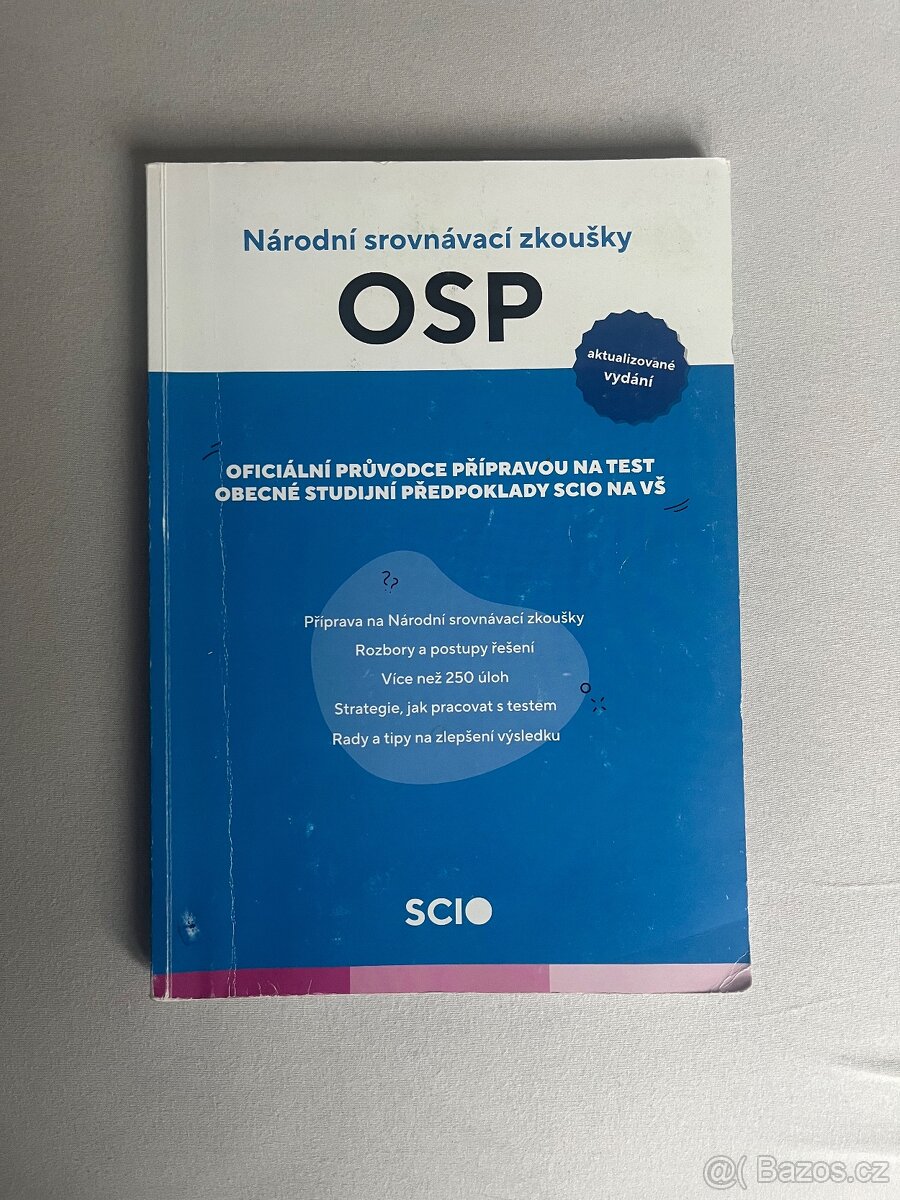 Národní srovnávací zkoušky
OSP
aktualizované
vydání
OFICIÁLNÍ PRŮVODCE PŘÍPRAVOU NA TEST
OBECNÉ STUDIJNÍ PŘEDPOKLADY SCIO NA VŠ
??
Příprava na Národní srovnávací zkoušky
Rozbory a postupy řešení
Více než 250 úloh
Strategie, jak pracovat s testem
Rady a tipy na zlepšení výsledku
SCIO
@( Bazos.cz